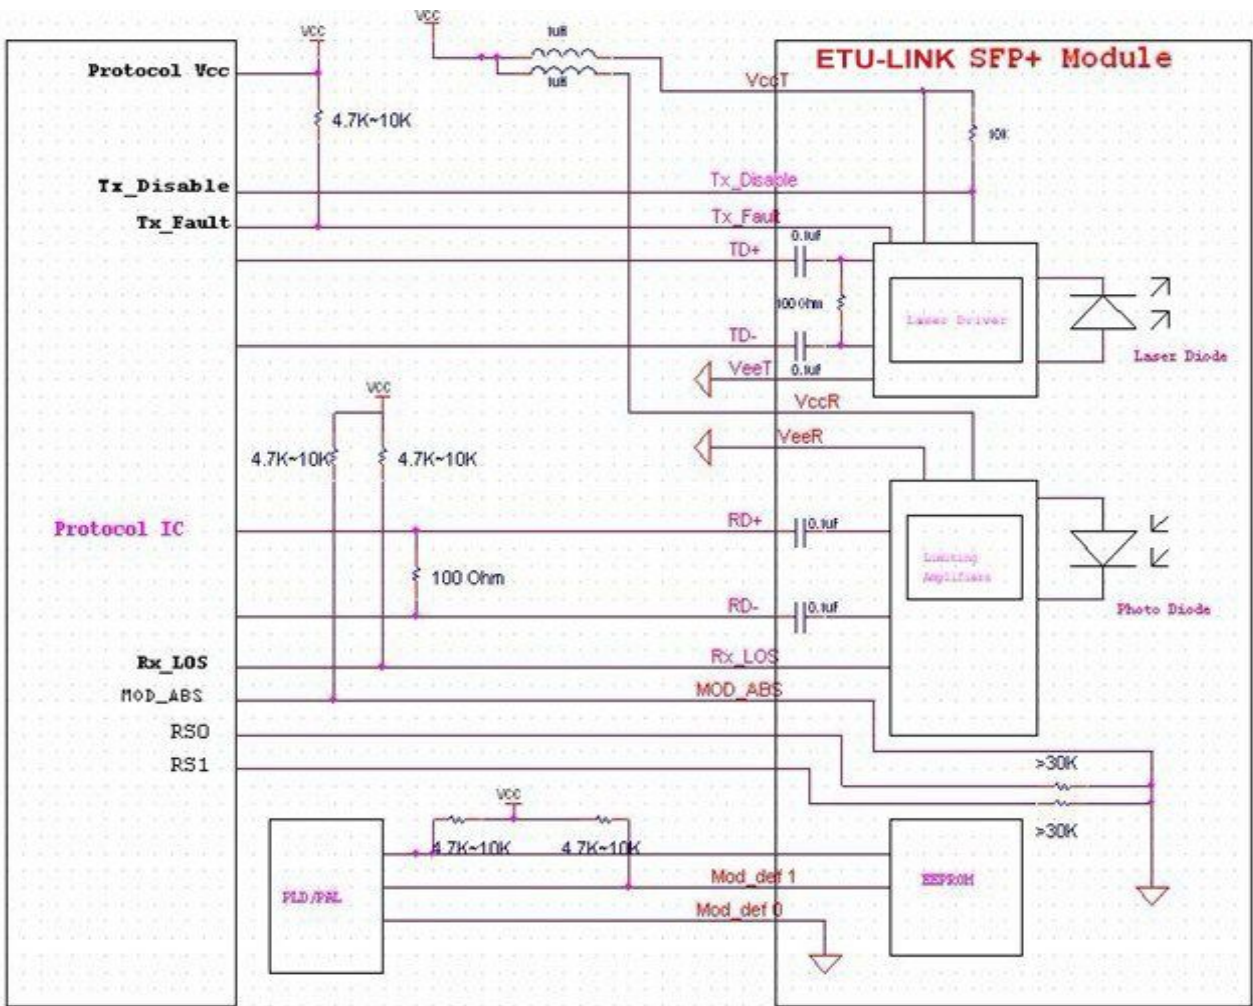 VCC
VCC
1uH
1uH
ETU-LINK SFP+ Module
Protocol Vcc
VccT
4.7K~10K
10K
Tx_Disable
Tx_Disable
Tx_Fault
Tx_Fault
0.1uF
TD+
100 Ohm
Laser Driver
TD-
Laser Diode
VeeT
0.1uF
VCC
VccR
VeeR
4.7K~10K
4.7K~10K
Protocol IC
RD+
0.1uF
Limiting
Amplifiers
100 Ohm
RD-
0.1uF
Photo Diode
Rx_LOS
Rx_LOS
MOD_ABS
MOD_ABS
RS0
RS1
>30K
VCC
4.7K~10K
4.7K~10K
>30K
Mod_def 1
EEPROM
PLD/PAL
Mod_def 0